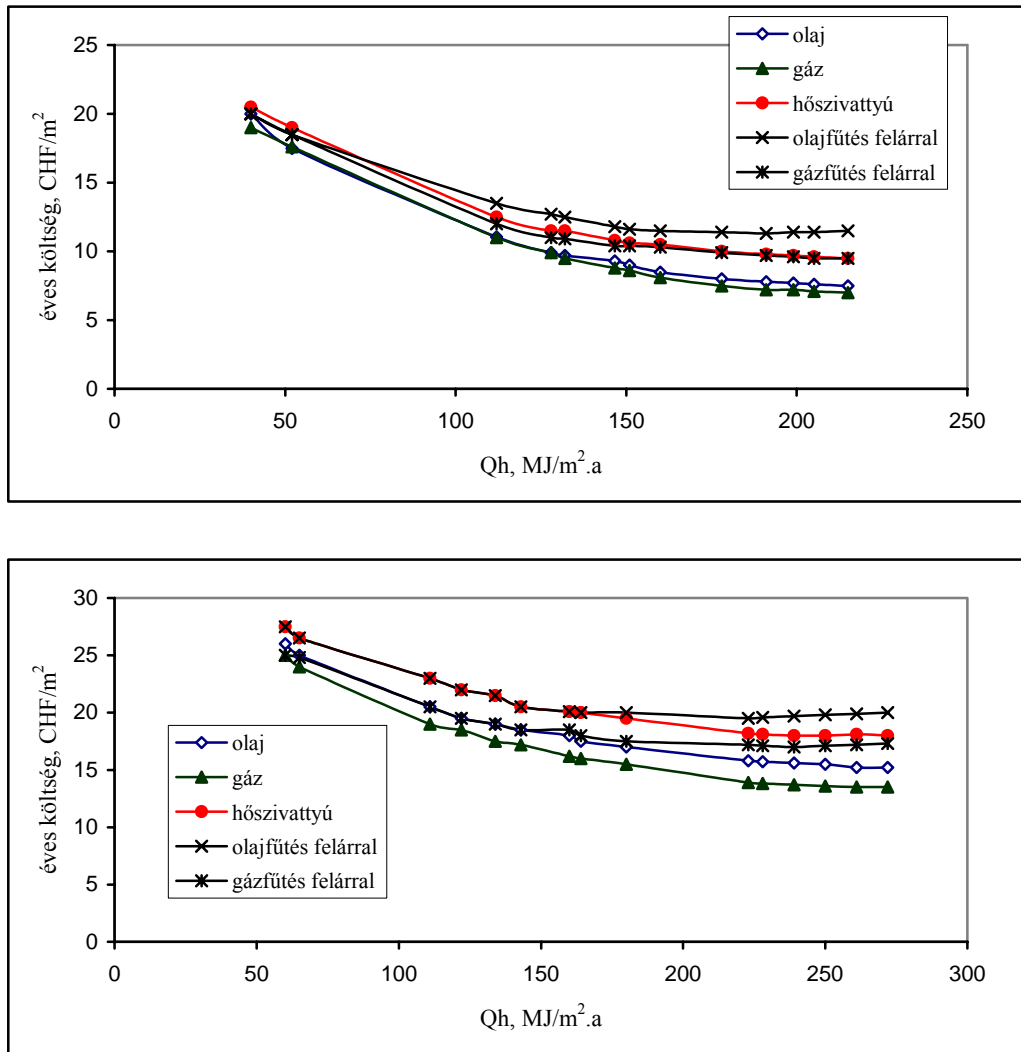 25
20
15
10
5
0
éves költség, CHF/m²
0 50 100 150 200 250
Qh, MJ/m².a
olaj
gáz
hőszivattyú
olajfűtés felárral
gázfűtés felárral
30
25
20
15
10
5
0
éves költség, CHF/m²
olaj
gáz
hőszivattyú
olajfűtés felárral
gázfűtés felárral
0 50 100 150 200 250 300
Qh, MJ/m².a